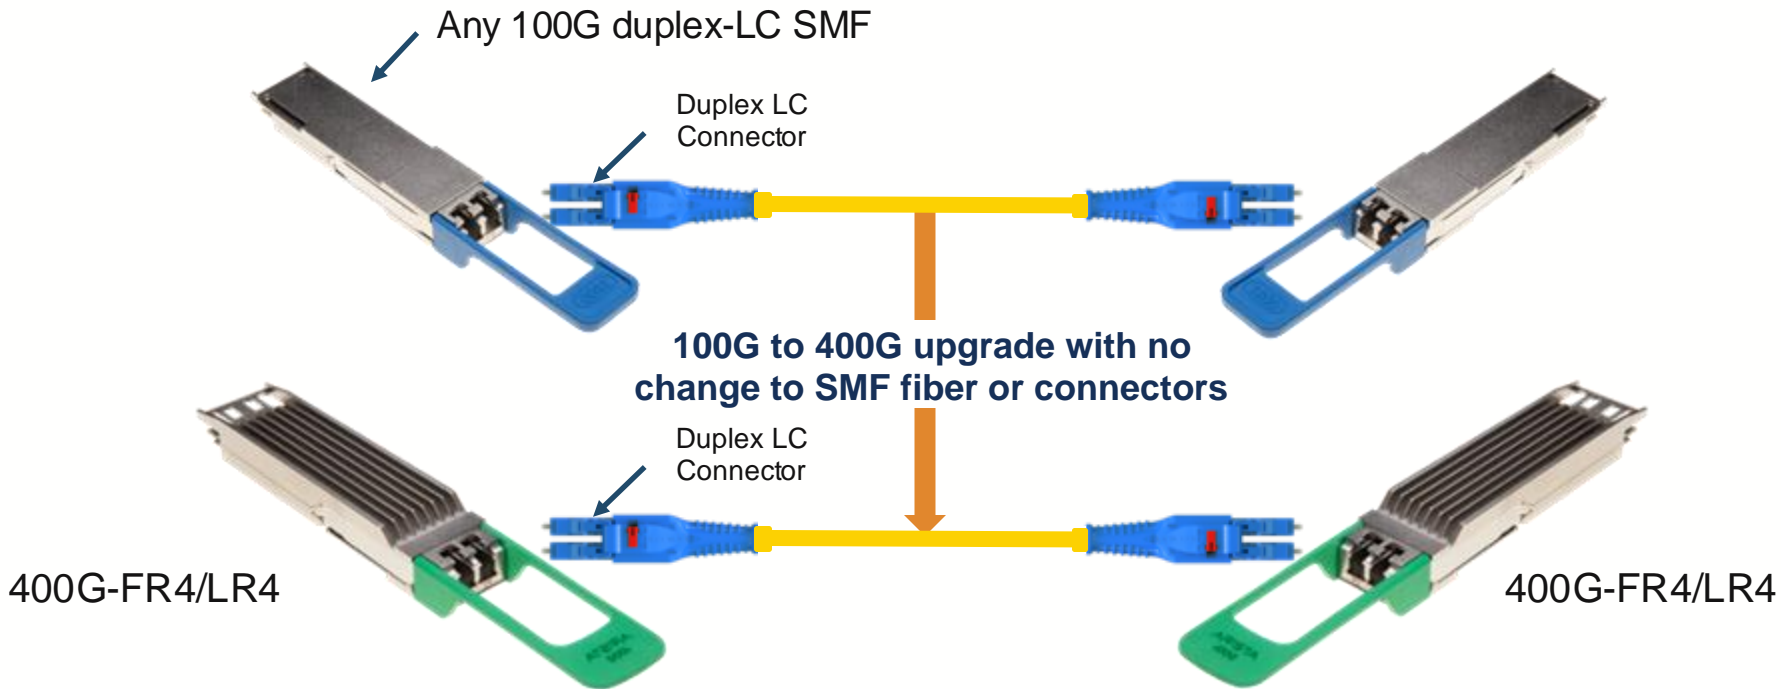 Any 100G duplex-LC SMF
Duplex LC
Connector
100G to 400G upgrade with no
change to SMF fiber or connectors
Duplex LC
Connector
400G-FR4/LR4
400G-FR4/LR4
ARISTA